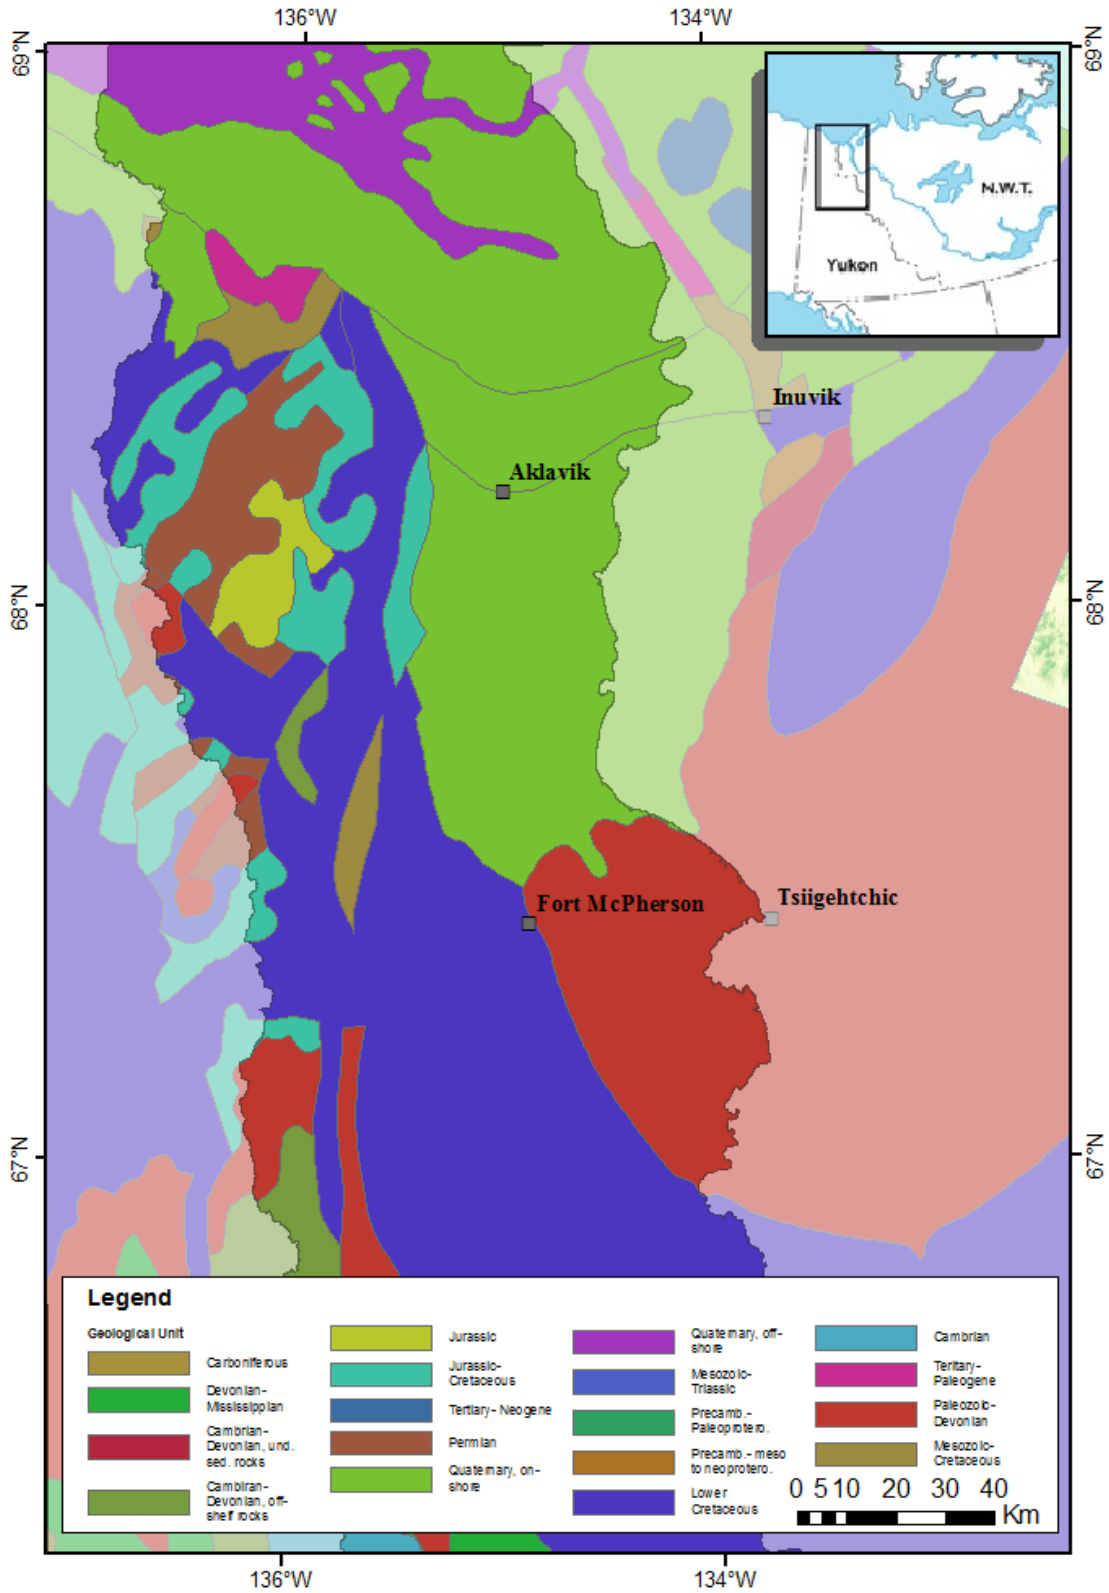 136°W
134°W
69°N
69°N
N.W.T.
Yukon
Inuvik
Aklavik
68°N
68°N
Fort McPherson
Tsiigehtchic
67°N
67°N
Legend
Geological Unit
Carboniferous
Devonian-
Mississippian
Cambrian-
Devonian, und.
sed. rocks
Cambiran-
Devonian, off-
shelf rocks
Jurassic
Jurassic-
Cretaceous
Tertiary- Neogene
Permian
Quaternary, on-
shore
Quaternary, off-
shore
Mesozoic-
Triassic
Precamb.-
Paleoprotero.
Precamb.- meso
to neoprotero.
Lower
Cretaceous
Cambrian
Teritary-
Paleogene
Paleozoic-
Devonian
Mesozoic-
Cretaceous
0 5 10 20 30 40
Km
136°W
134°W